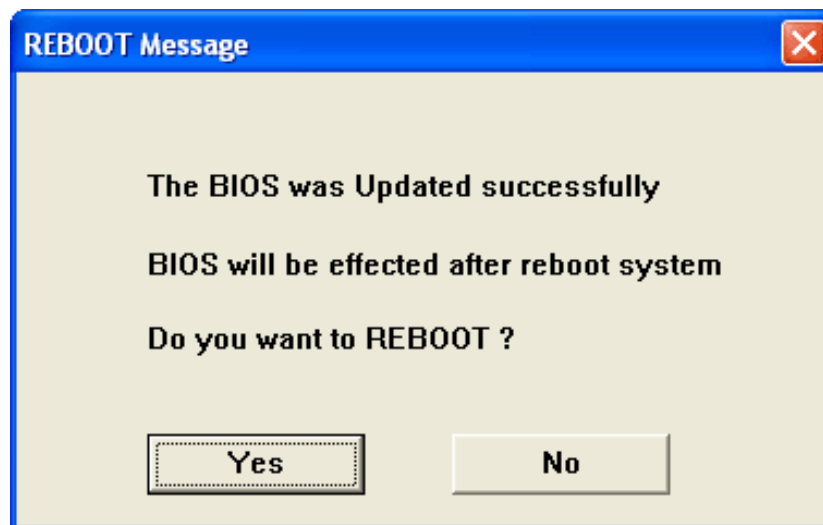 REBOOT Message
The BIOS was Updated successfully
BIOS will be effected after reboot system
Do you want to REBOOT ?
Yes No